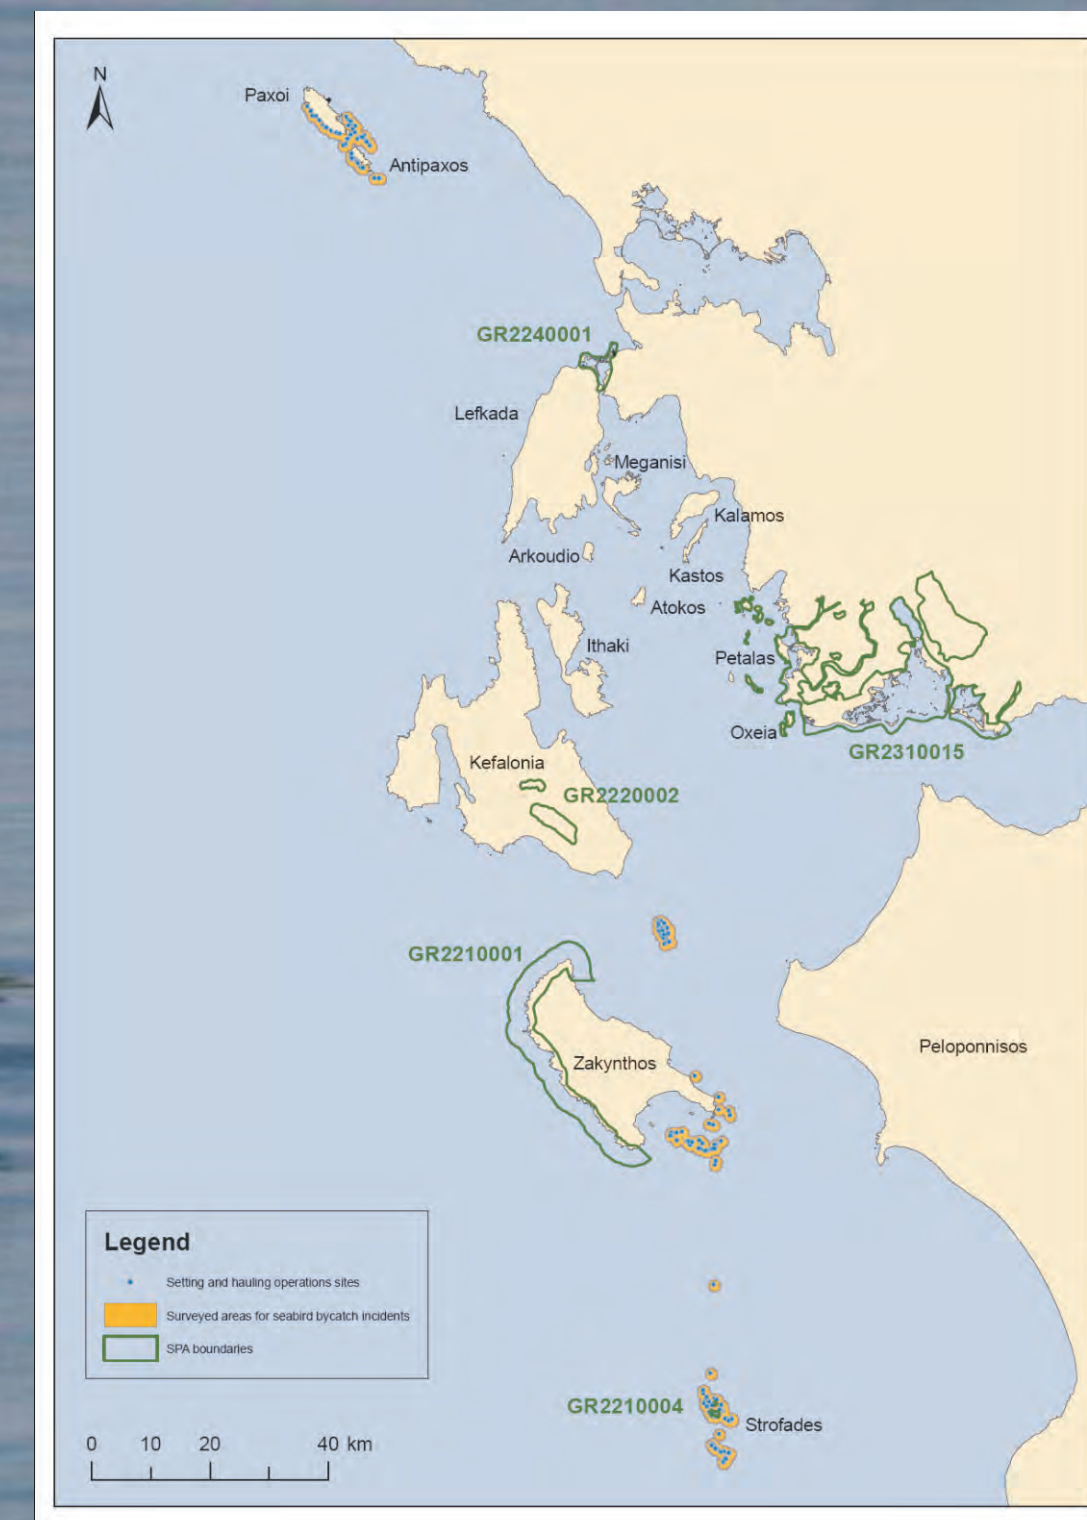 N
Paxoi
Antipaxos
GR2240001
Lefkada
Meganisi
Kalamos
Arkoudio
Kastos
Atokos
Ithaki
Petalas
Oxeia
GR2310015
Kefalonia
GR2220002
GR2210001
Zakynthos
Peloponnisos
Legend
Setting and hauling operations sites
Surveyed areas for seabird bycatch incidents
SPA boundaries
GR2210004
Strofades
0 10 20 40 km